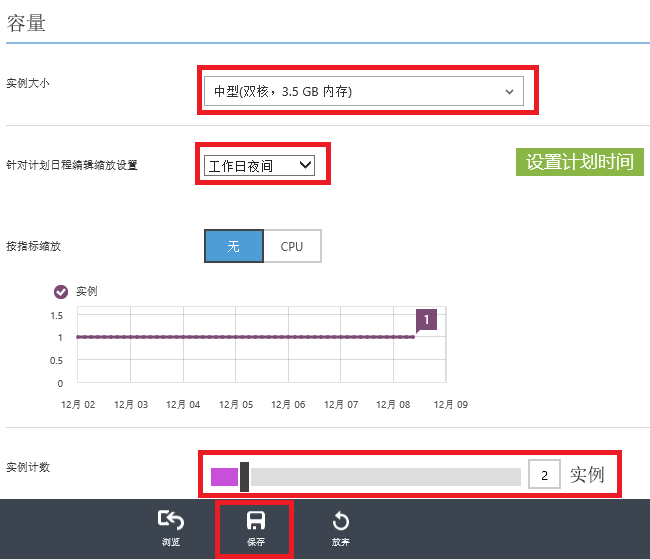 容量
实例大小
中型(双核，3.5 GB 内存)
针对计划日程编辑缩放设置
工作日夜间
设置计划时间
按指标缩放
无
CPU
实例
1.5
1
0.5
0
1
12月 02
12月 03
12月 04
12月 05
12月 06
12月 07
12月 08
12月 09
实例计数
2
实例
浏览
保存
放弃